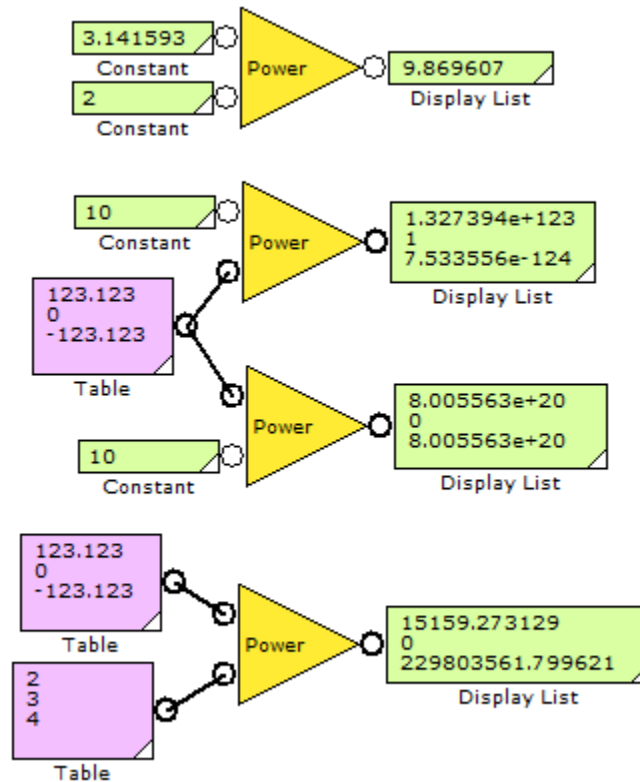 3.141593
Constant
2
Constant
Power
9.869607
Display List
10
Constant
123.123
0
-123.123
Table
Power
1.327394e+123
1
7.533556e-124
Display List
10
Constant
Power
8.005563e+20
0
8.005563e+20
Display List
123.123
0
-123.123
Table
2
3
4
Table
Power
15159.273129
0
229803561.799621
Display List